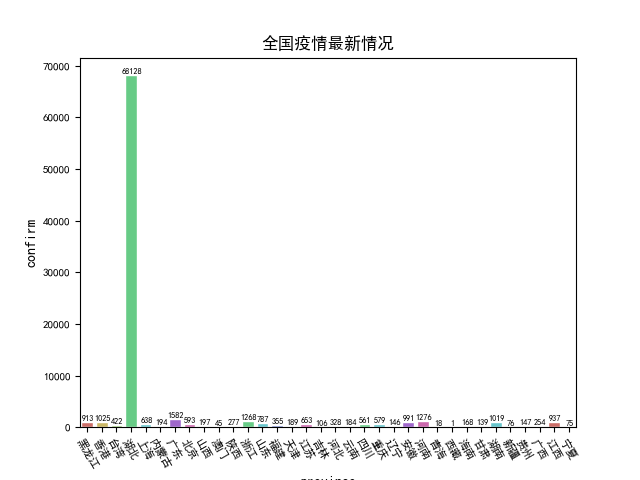 全国疫情最新情况
70000
60000
50000
40000
30000
20000
10000
0
confirm
913 1025 422 68128 638 194 1582 593 197 45 277 1268 787 355 189 653 106 328 184 561 579 146 991 1276 18 1 168 139 1019 76 147 254 937 75
黑龙江 香港 台湾 湖北 上海 内蒙古 广东 北京 山西 澳门 陕西 浙江 山东 福建 天津 江苏 吉林 河北 云南 四川 重庆 辽宁 安徽 河南 青海 西藏 海南 甘肃 湖南 新疆 贵州 广西 江西 宁夏
province